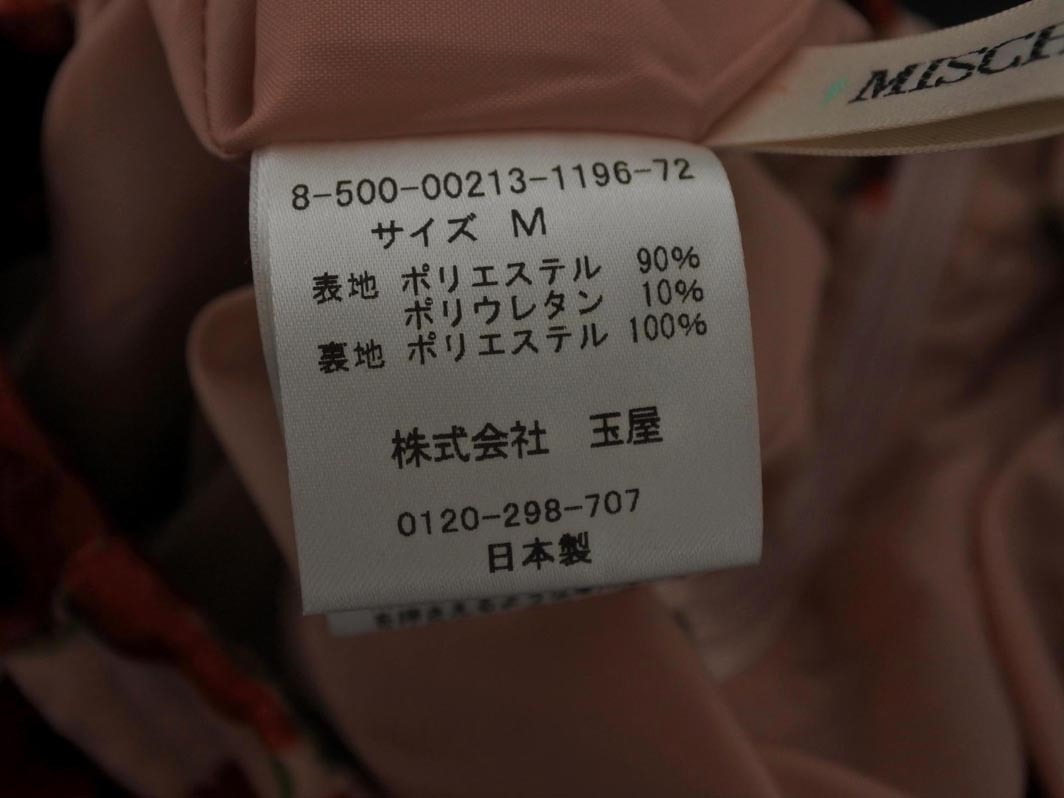 MISCH
8-500-00213-1196-72
サイズ M
表地 ポリエステル 90%
ポリウレタン 10%
裏地 ポリエステル 100%
株式会社 玉屋
0120-298-707
日本製